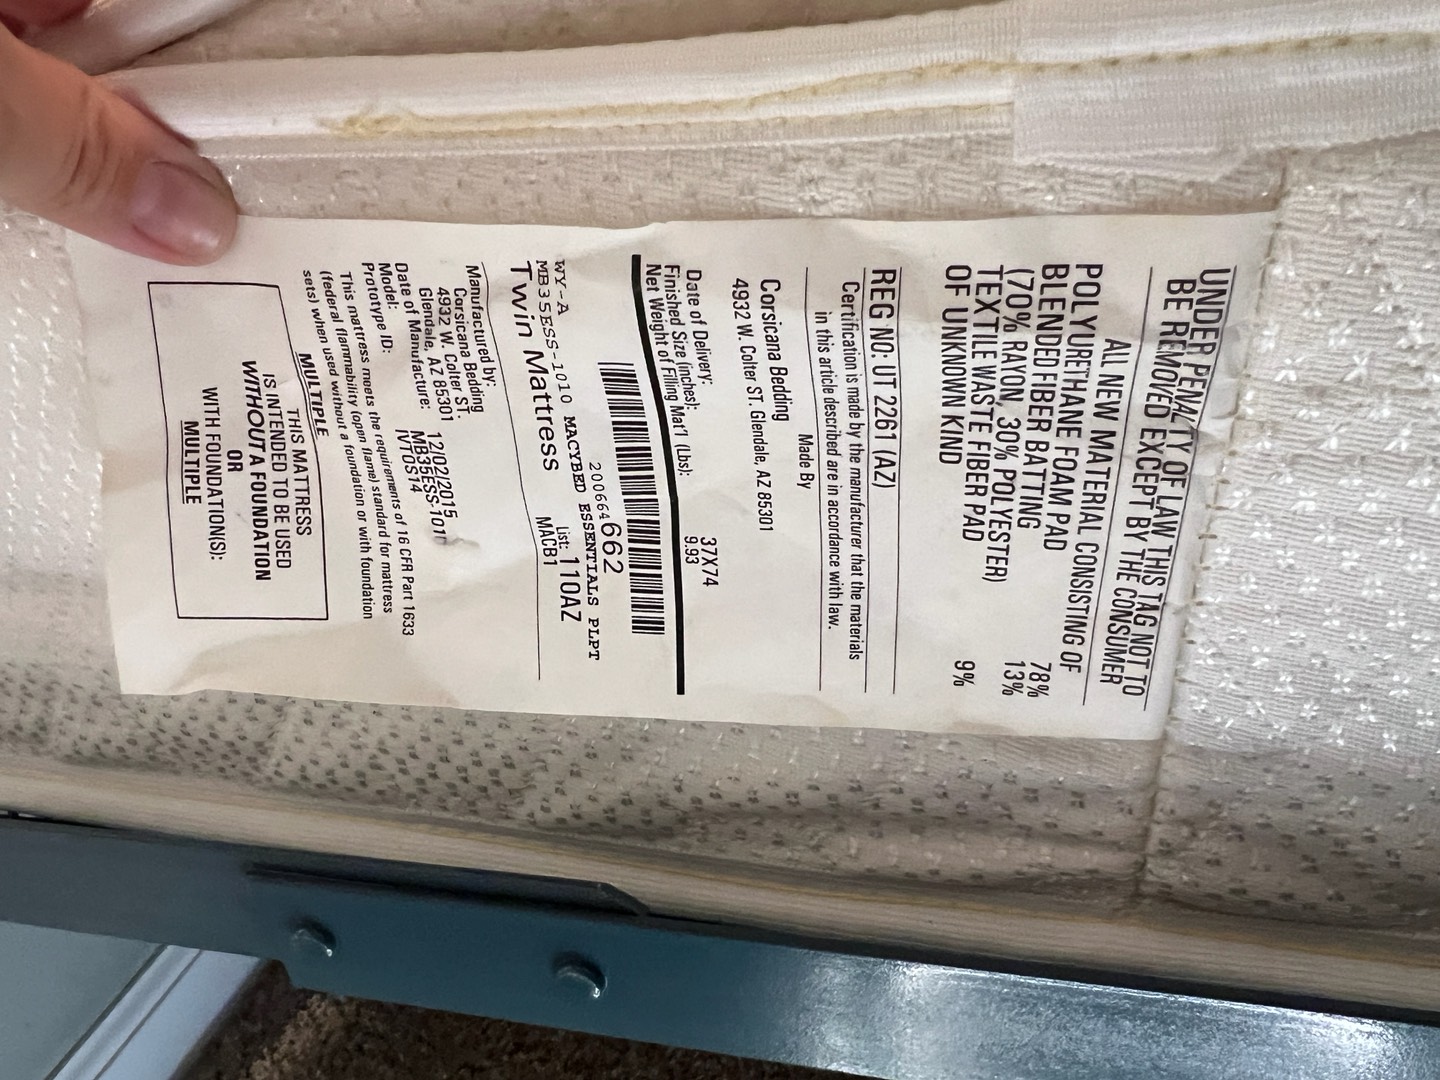 UNDER PENALTY OF LAW THIS TAG NOT TO
BE REMOVED EXCEPT BY THE CONSUMER
ALL NEW MATERIAL CONSISTING OF
POLYURETHANE FOAM PAD 78%
BLENDED FIBER BATTING 13%
(70% RAYON, 30% POLYESTER)
TEXTILE WASTE FIBER PAD 9%
OF UNKNOWN KIND
REG NO: UT 2261 (AZ)
Certification is made by the manufacturer that the materials
in this article described are in accordance with law.
Made By
Corsicana Bedding
4932 W. Colter ST. Glendale, AZ 85301
Date of Delivery:
Finished Size (inches): 37X74
Net Weight of Filling Mat'l (Lbs): 9.93
200664662
WY-A MACYBED ESSENTIALS PLPT
MB35ESS-1010 List: 110AZ
Twin Mattress MACB1
Manufactured by:
Corsicana Bedding
4932 W. Colter ST.
Glendale, AZ 85301
Date of Manufacture: 12/02/2015
Model: MB35ESS-1010
Prototype ID: IVTOS14
This mattress meets the requirements of 16 CFR Part 1633
(federal flammability (open flame) standard for mattress
sets) when used without a foundation or with foundation
MULTIPLE
THIS MATTRESS
IS INTENDED TO BE USED
WITHOUT A FOUNDATION
OR
WITH FOUNDATION(S):
MULTIPLE